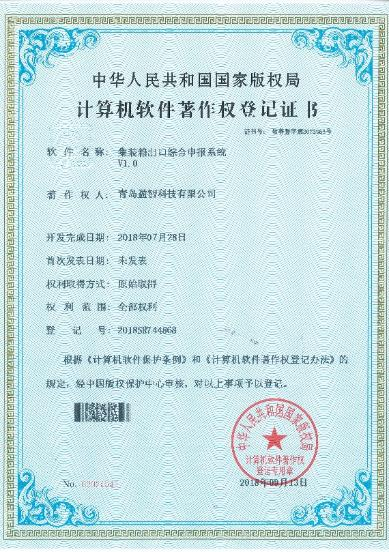 中华人民共和国国家版权局
计算机软件著作权登记证书
证书号：
软件名称：集装箱出口综合申报系统
V1.0
著作权人：青岛蓝智科技有限公司
开发完成日期：2018年07月28日
首次发表日期：未发表
权利取得方式：原始取得
权利范围：全部权利
登记号：2018SR744868
根据《计算机软件保护条例》和《计算机软件著作权登记办法》的
规定，经中国版权保护中心审核，对以上事项予以登记。
中华人民共和国国家版权局
计算机软件著作权
登记专用章
No.
2018年09月13日